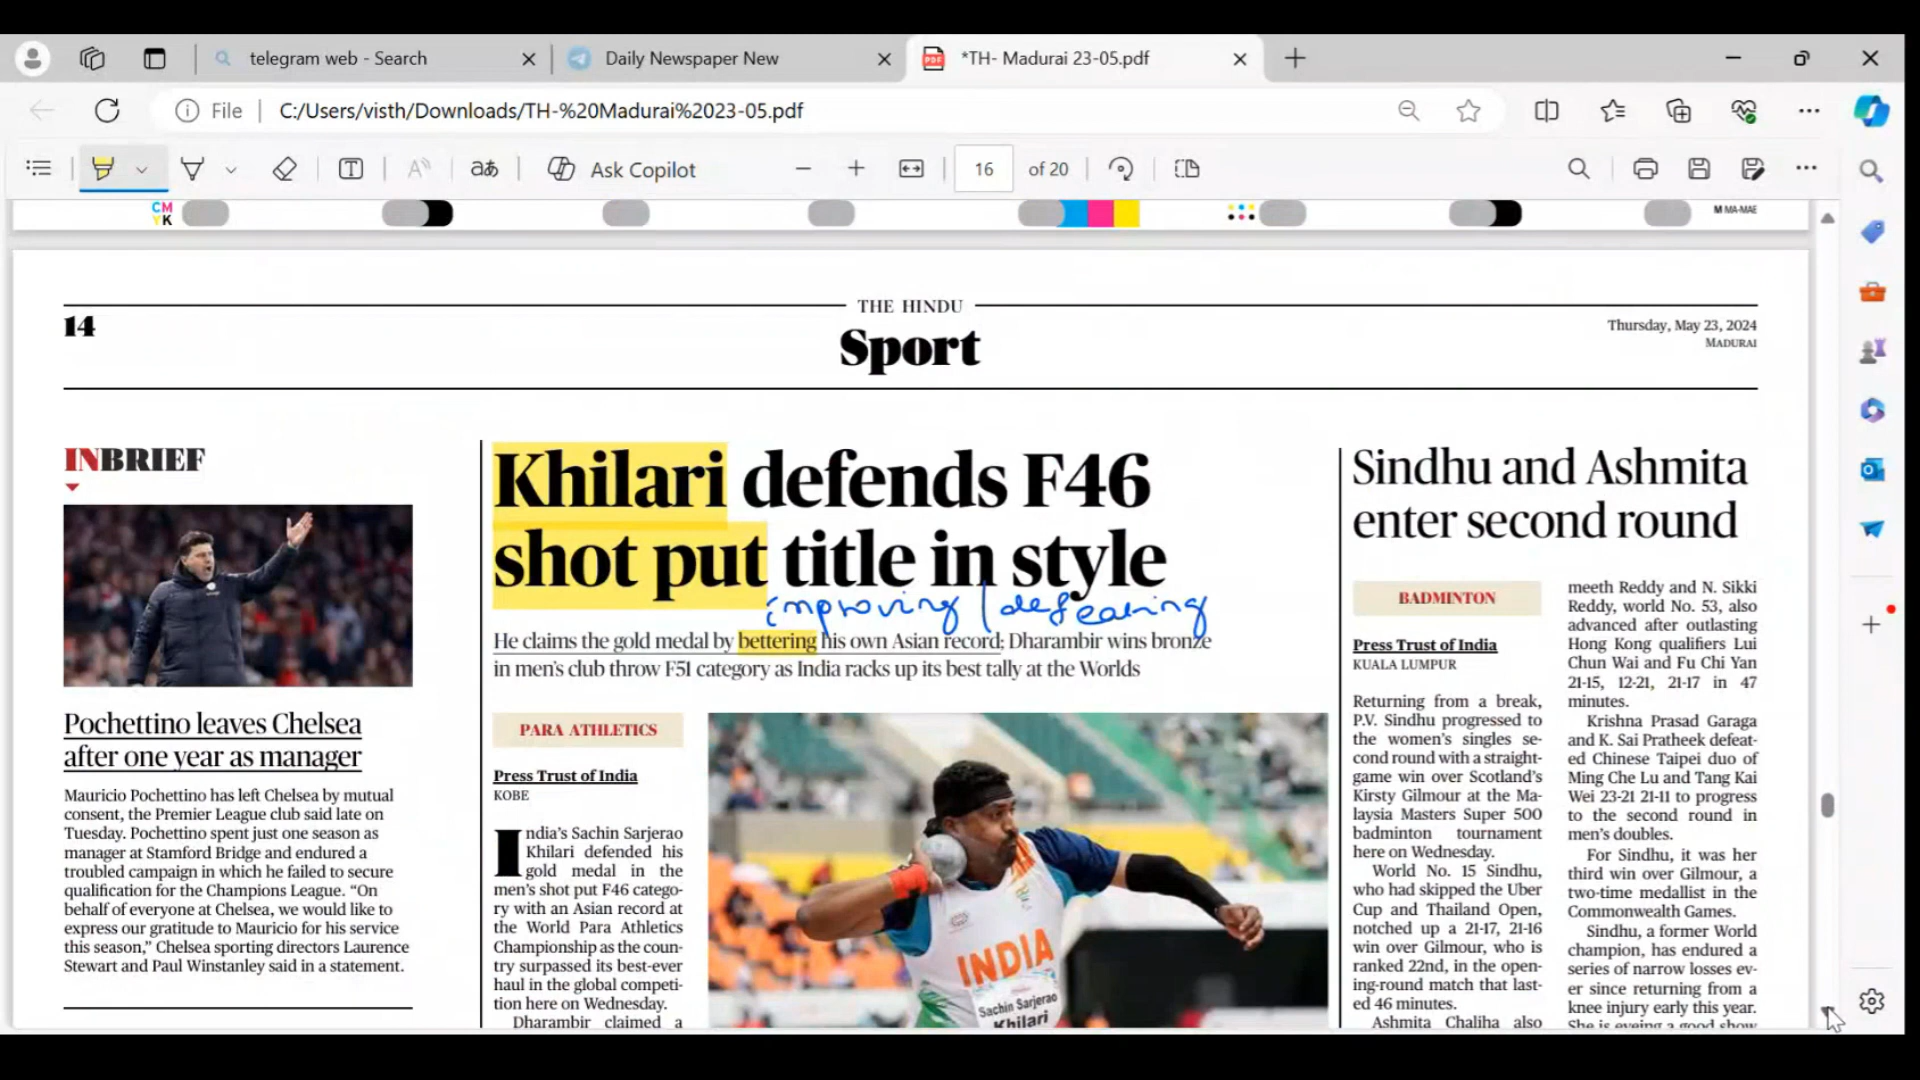 telegram web - Search
Daily Newspaper New
*TH- Madurai 23-05.pdf
File
C:/Users/visth/Downloads/TH-%20Madurai%2023-05.pdf
Ask Copilot
16
of 20
CM
YK
M MA-MAE
14
THE HINDU
Sport
Thursday, May 23, 2024
MADURAI
INBRIEF
Pochettino leaves Chelsea
after one year as manager
Mauricio Pochettino has left Chelsea by mutual
consent, the Premier League club said late on
Tuesday. Pochettino spent just one season as
manager at Stamford Bridge and endured a
troubled campaign in which he failed to secure
qualification for the Champions League. “On
behalf of everyone at Chelsea, we would like to
express our gratitude to Mauricio for his service
this season,” Chelsea sporting directors Laurence
Stewart and Paul Winstanley said in a statement.
Khilari defends F46
shot put title in style
improving / defeating
He claims the gold medal by bettering his own Asian record; Dharambir wins bronze
in men’s club throw F51 category as India racks up its best tally at the Worlds
PARA ATHLETICS
Press Trust of India
KOBE
India’s Sachin Sarjerao
Khilari defended his
gold medal in the
men’s shot put F46 catego-
ry with an Asian record at
the World Para Athletics
Championship as the coun-
try surpassed its best-ever
haul in the global competi-
tion here on Wednesday.
Dharambir claimed a
INDIA
Sachin Sarjerao
Khilari
Sindhu and Ashmita
enter second round
BADMINTON
Press Trust of India
KUALA LUMPUR
Returning from a break,
P.V. Sindhu progressed to
the women’s singles se-
cond round with a straight-
game win over Scotland’s
Kirsty Gilmour at the Ma-
laysia Masters Super 500
badminton tournament
here on Wednesday.
World No. 15 Sindhu,
who had skipped the Uber
Cup and Thailand Open,
notched up a 21-17, 21-16
win over Gilmour, who is
ranked 22nd, in the open-
ing-round match that last-
ed 46 minutes.
Ashmita Chaliha also
meeth Reddy and N. Sikki
Reddy, world No. 53, also
advanced after outlasting
Hong Kong qualifiers Lui
Chun Wai and Fu Chi Yan
21-15, 12-21, 21-17 in 47
minutes.
Krishna Prasad Garaga
and K. Sai Pratheek defeat-
ed Chinese Taipei duo of
Ming Che Lu and Tang Kai
Wei 23-21 21-11 to progress
to the second round in
men’s doubles.
For Sindhu, it was her
third win over Gilmour, a
two-time medallist in the
Commonwealth Games.
Sindhu, a former World
champion, has endured a
series of narrow losses ev-
er since returning from a
knee injury early this year.
She is eyeing a good show